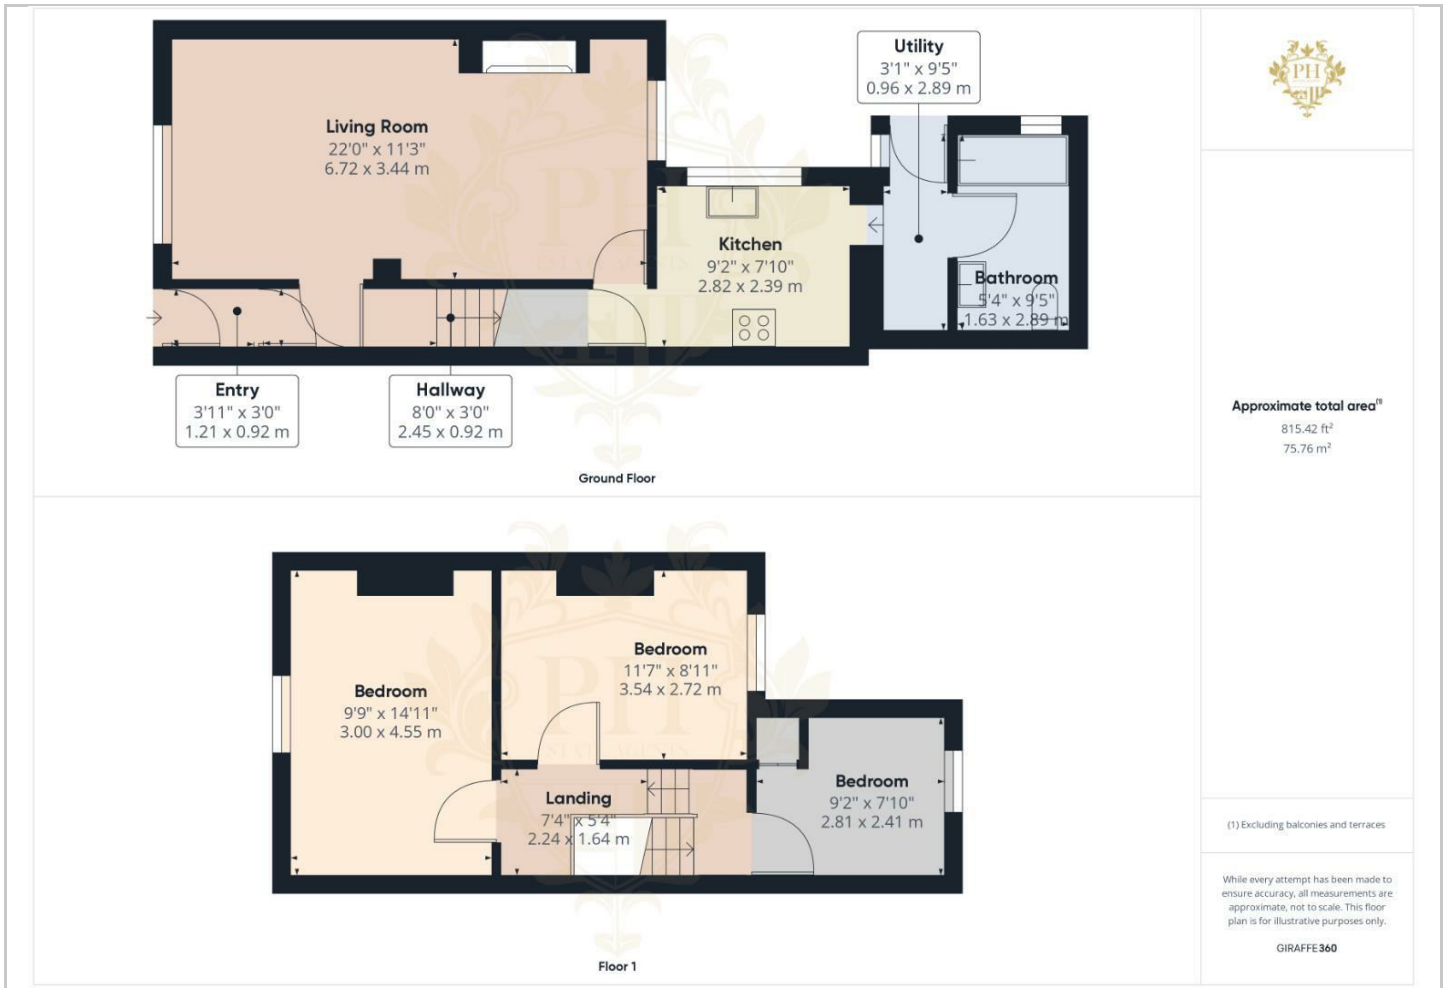 Utility
3'1" x 9'5"
0.96 x 2.89 m
PH
Living Room
22'0" x 11'3"
6.72 x 3.44 m
Kitchen
9'2" x 7'10"
2.82 x 2.39 m
Bathroom
5'4" x 9'5"
1.63 x 2.89 m
Entry
3'11" x 3'0"
1.21 x 0.92 m
Hallway
8'0" x 3'0"
2.45 x 0.92 m
PH
ESTATE AGENTS
Ground Floor
Approximate total area(1)
815.42 ft²
75.76 m²
Bedroom
9'9" x 14'11"
3.00 x 4.55 m
Bedroom
11'7" x 8'11"
3.54 x 2.72 m
Bedroom
9'2" x 7'10"
2.81 x 2.41 m
Landing
7'4" x 5'4"
2.24 x 1.64 m
PH
ESTATE AGENTS
Floor 1
(1) Excluding balconies and terraces
While every attempt has been made to
ensure accuracy, all measurements are
approximate, not to scale. This floor
plan is for illustrative purposes only.
GIRAFFE360